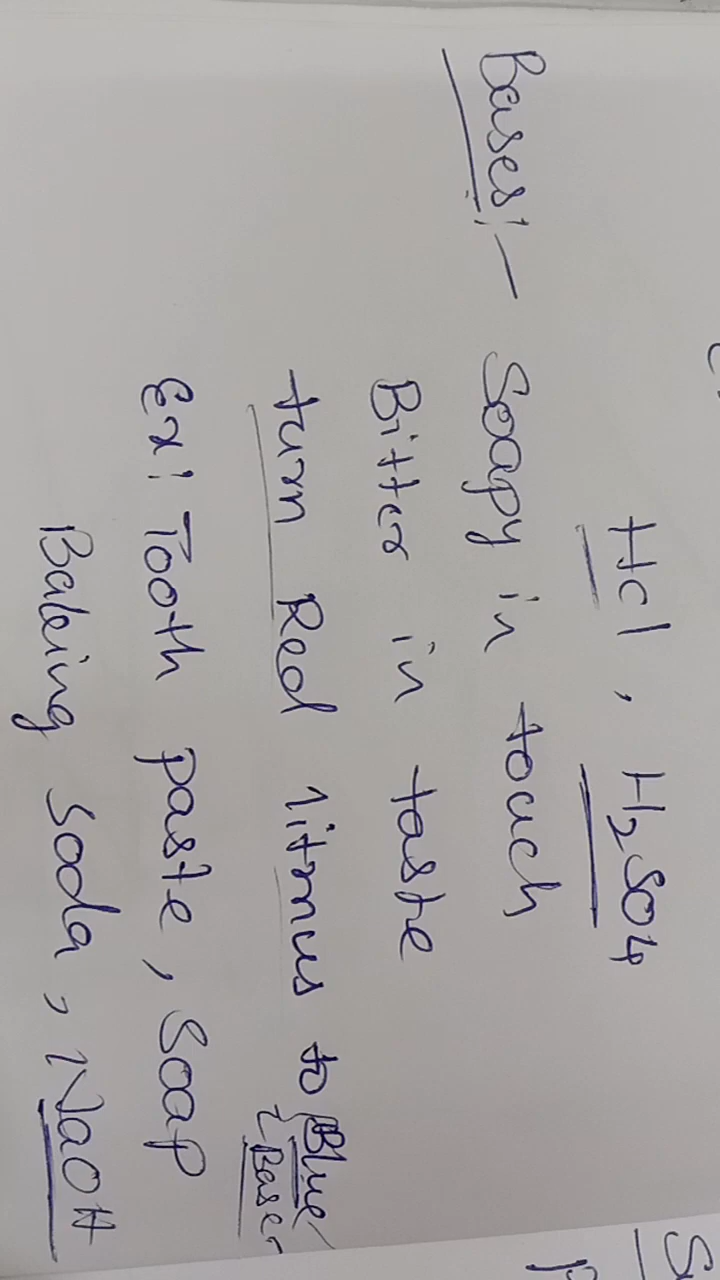 HCl, H₂SO4
Bases:- Soapy in touch
Bitter in taste
turn Red litmus to Blue
Bases
Ex: Tooth paste, Soap
Baking Soda, NaOH